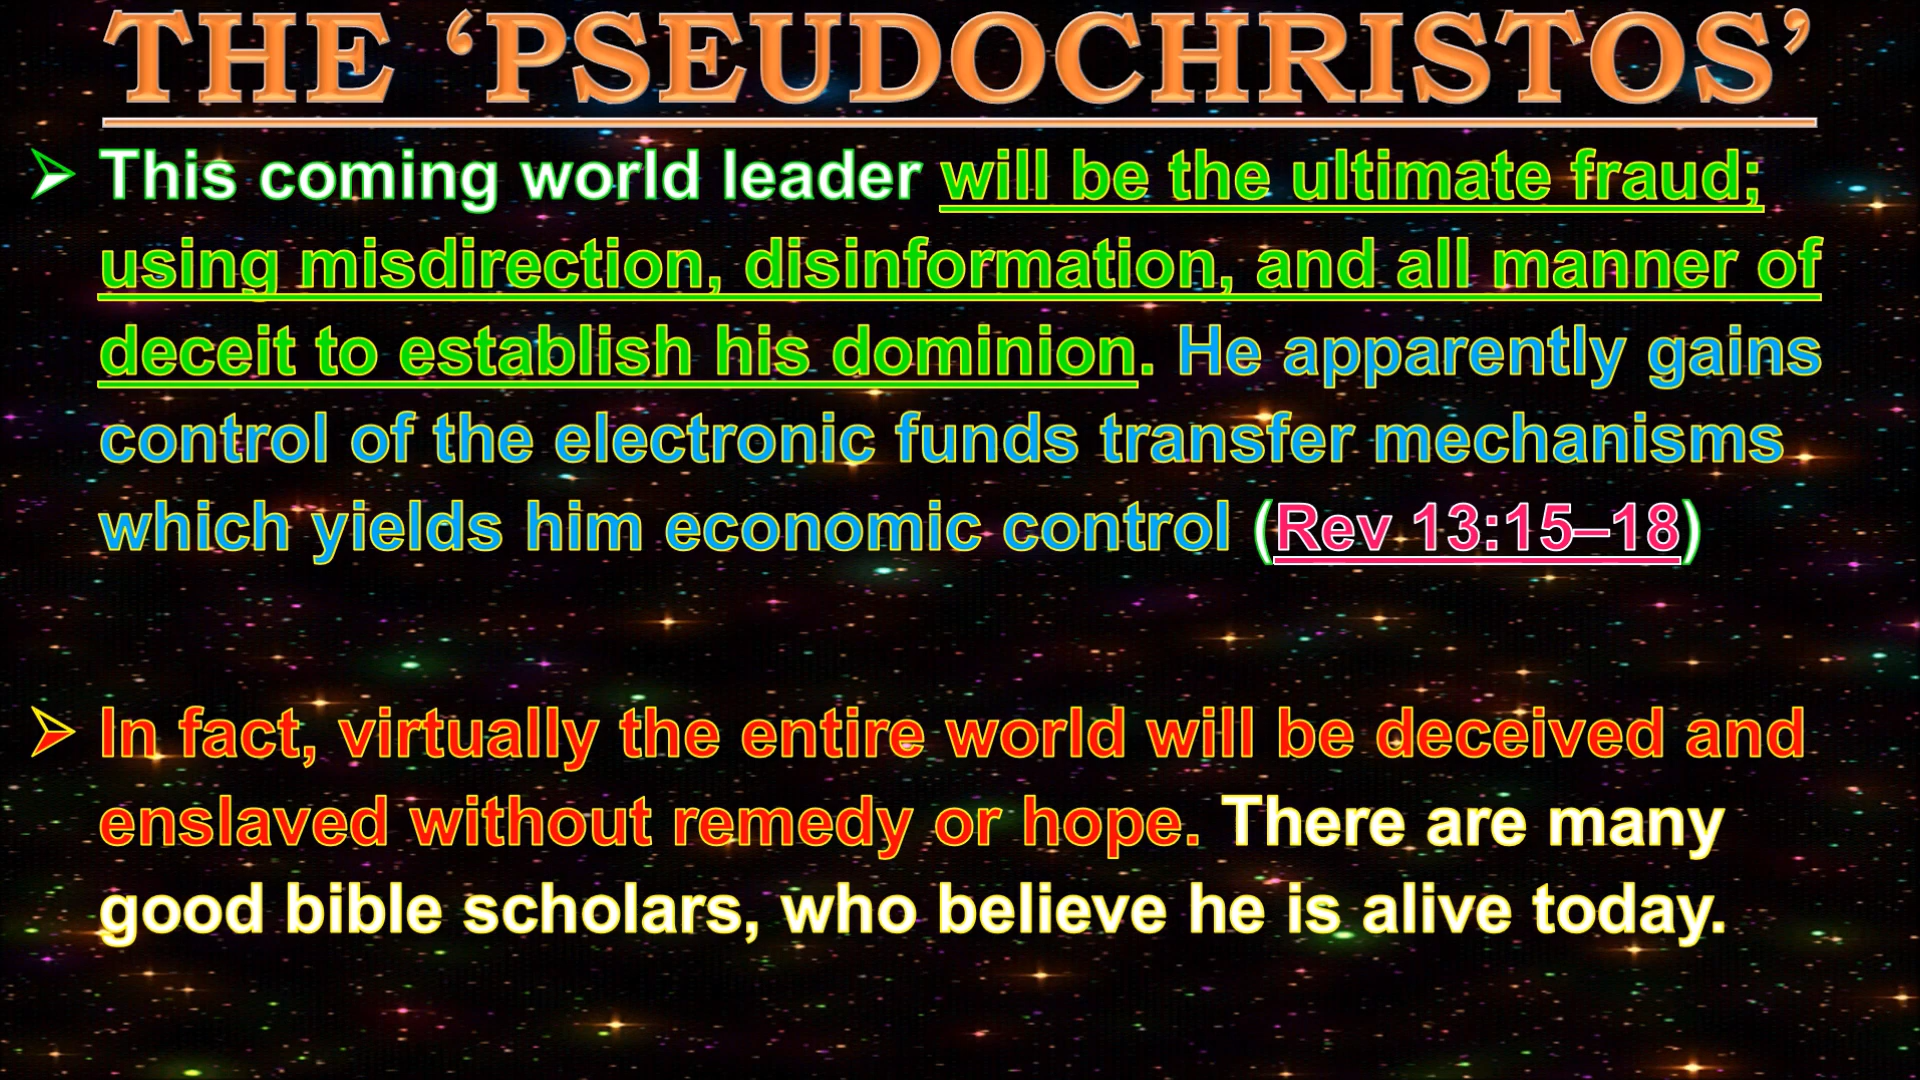 THE ‘PSEUDOCHRISTOS’
➢ This coming world leader will be the ultimate fraud;
using misdirection, disinformation, and all manner of
deceit to establish his dominion. He apparently gains
control of the electronic funds transfer mechanisms
which yields him economic control (Rev 13:15–18)
➢ In fact, virtually the entire world will be deceived and
enslaved without remedy or hope. There are many
good bible scholars, who believe he is alive today.